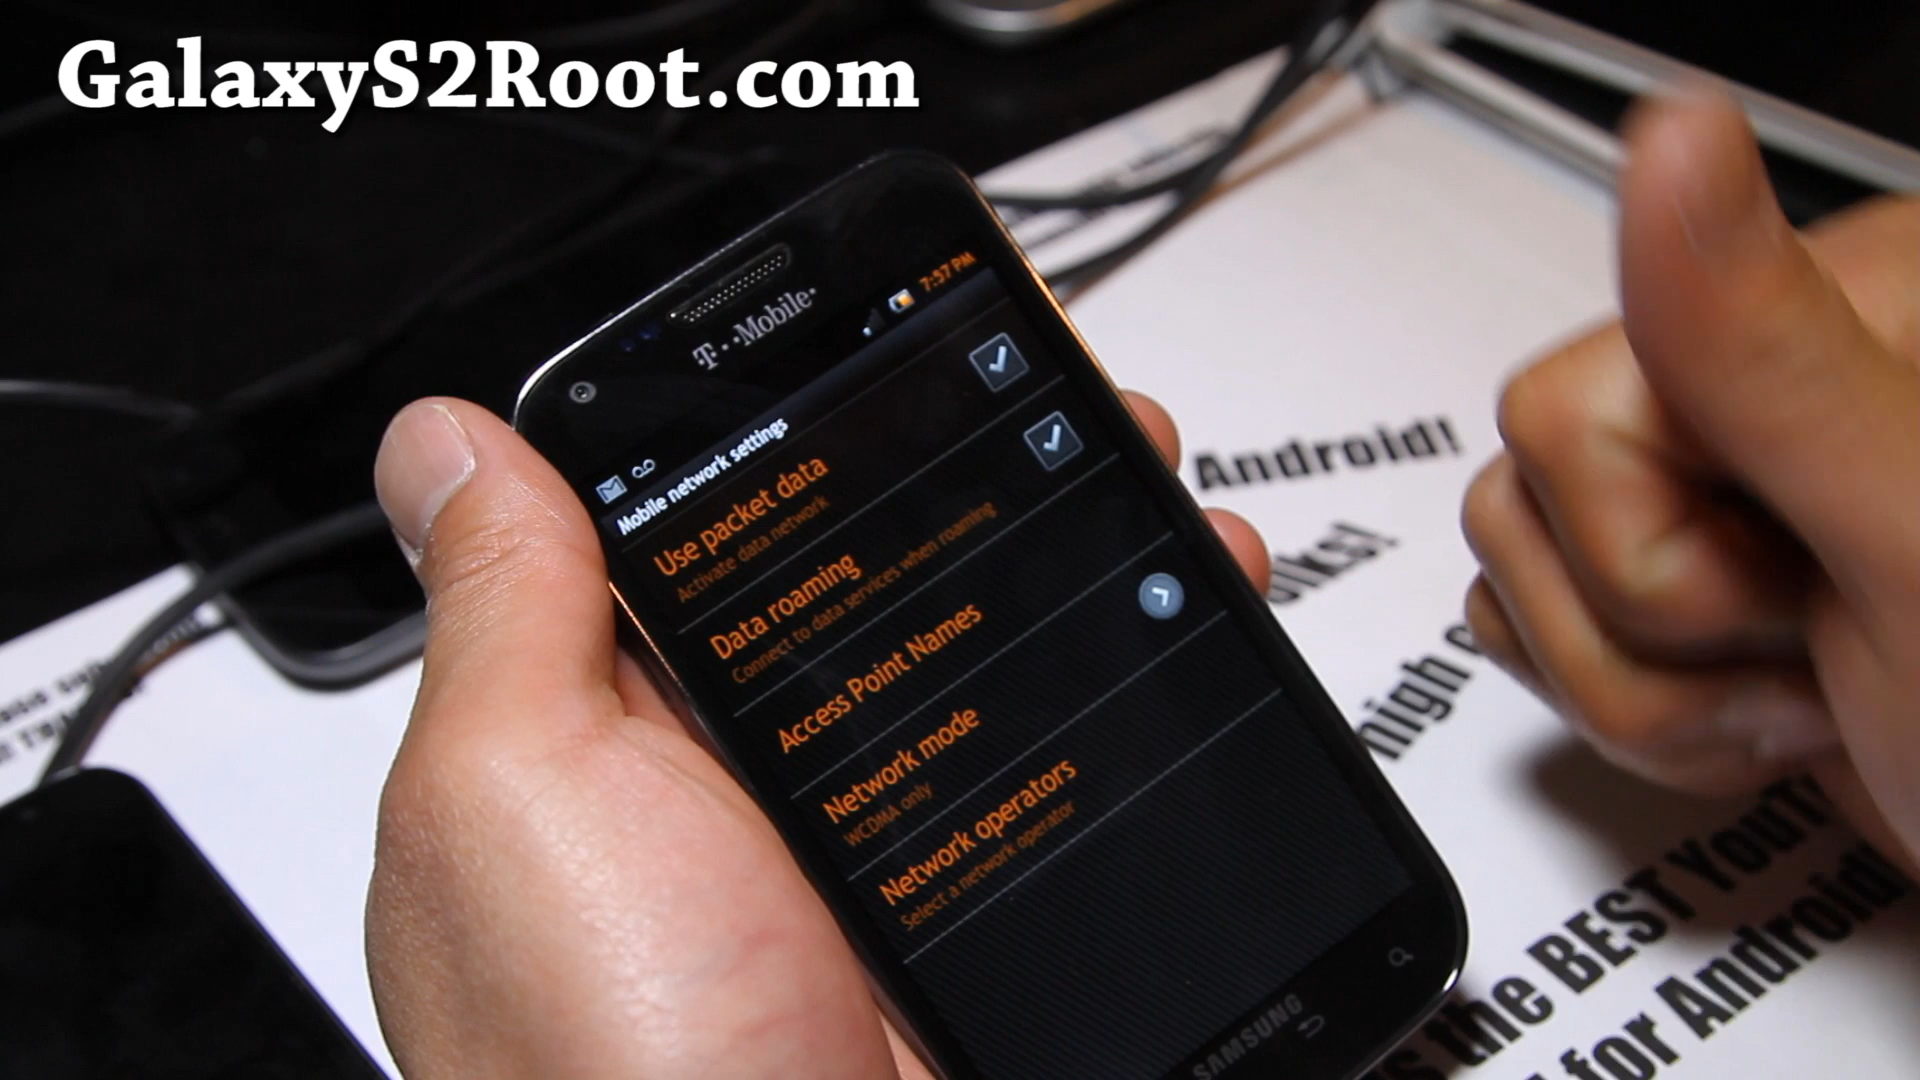 GalaxyS2Root.com
T··Mobile·
7:57 PM
Mobile network settings
Use packet data
Activate data network
Data roaming
Connect to data services when roaming
Access Point Names
Network mode
WCDMA only
Network operators
Select a network operator
SAMSUNG
Android!
high
the BEST
for Android!